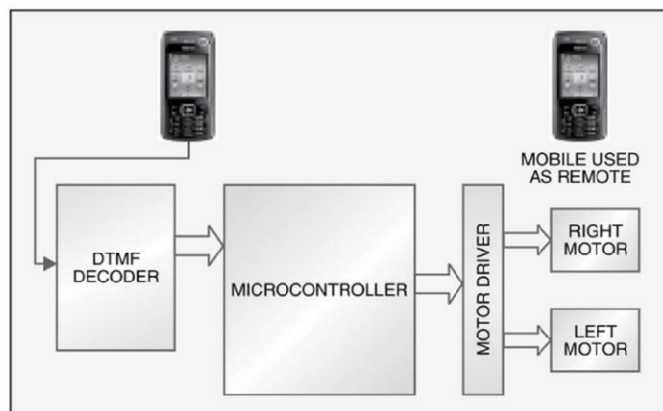 MOBILE USED
AS REMOTE
DTMF
DECODER
MICROCONTROLLER
MOTOR DRIVER
RIGHT
MOTOR
LEFT
MOTOR